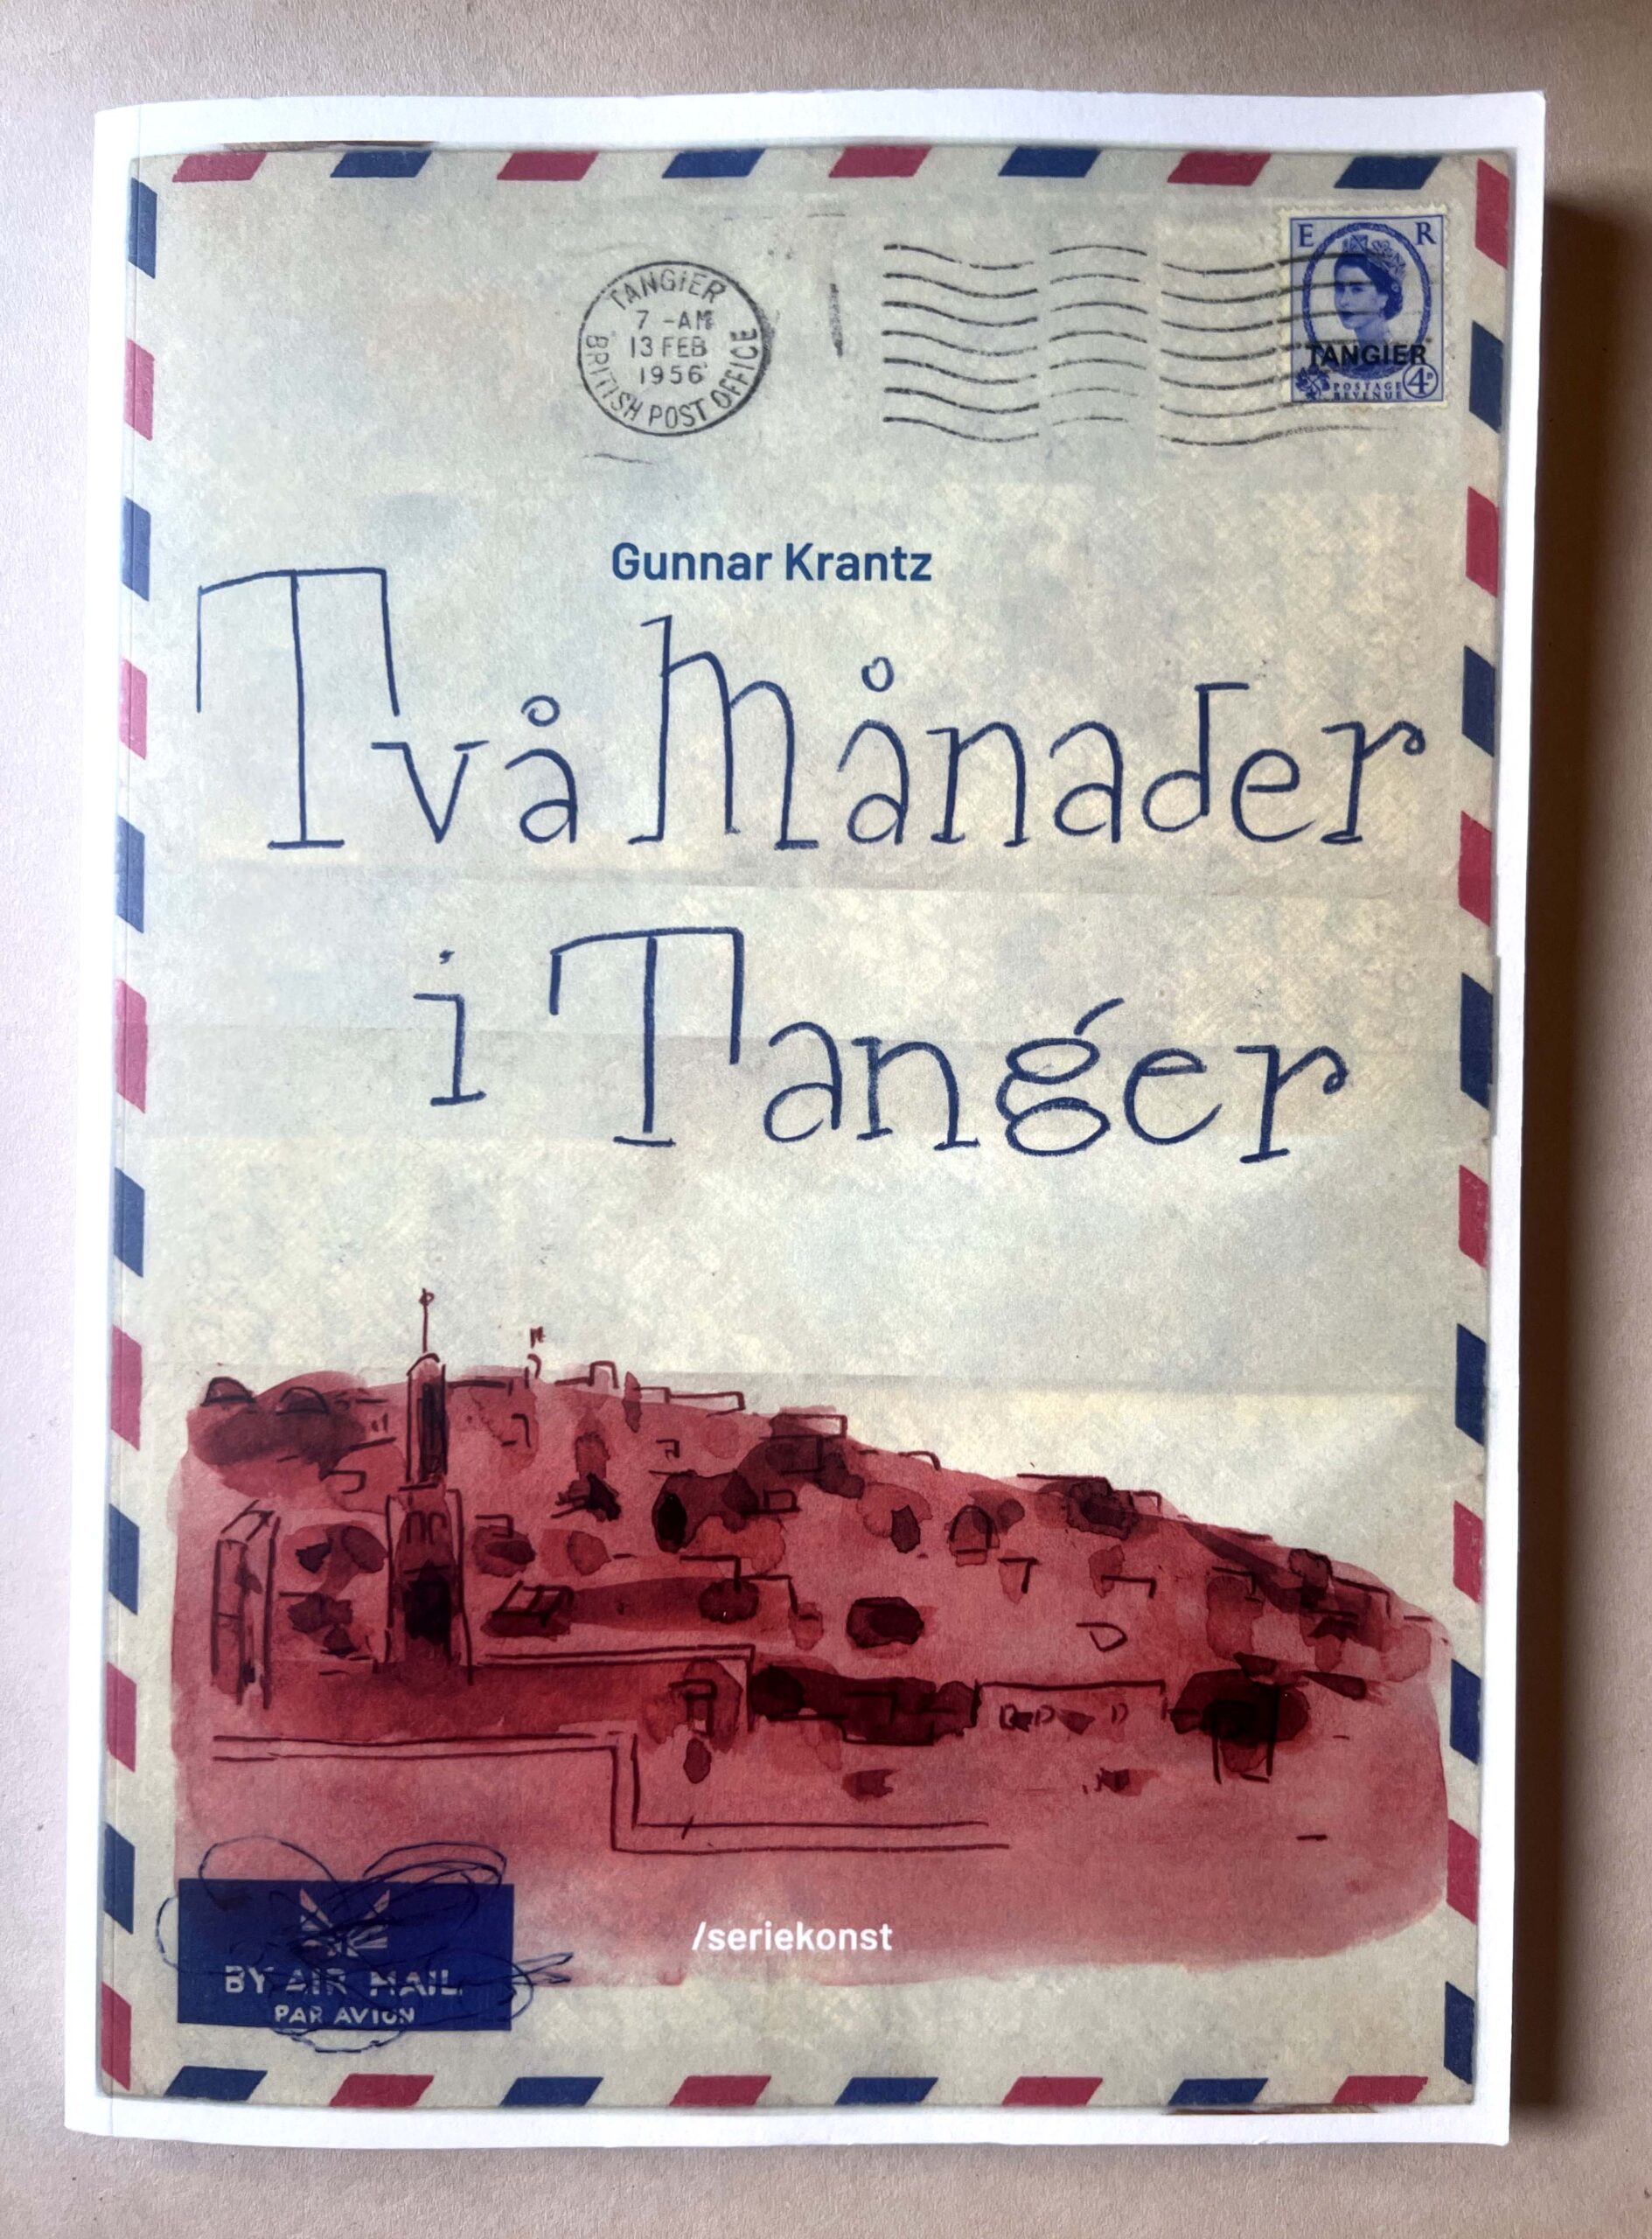 TANGIER
7 -AM
13 FEB
1956
BRITISH POST OFFICE
E R
TANGIER
POSTAGE
REVENUE
4D
Gunnar Krantz
Två Månader
i Tanger
/seriekonst
BY AIR MAIL
PAR AVION